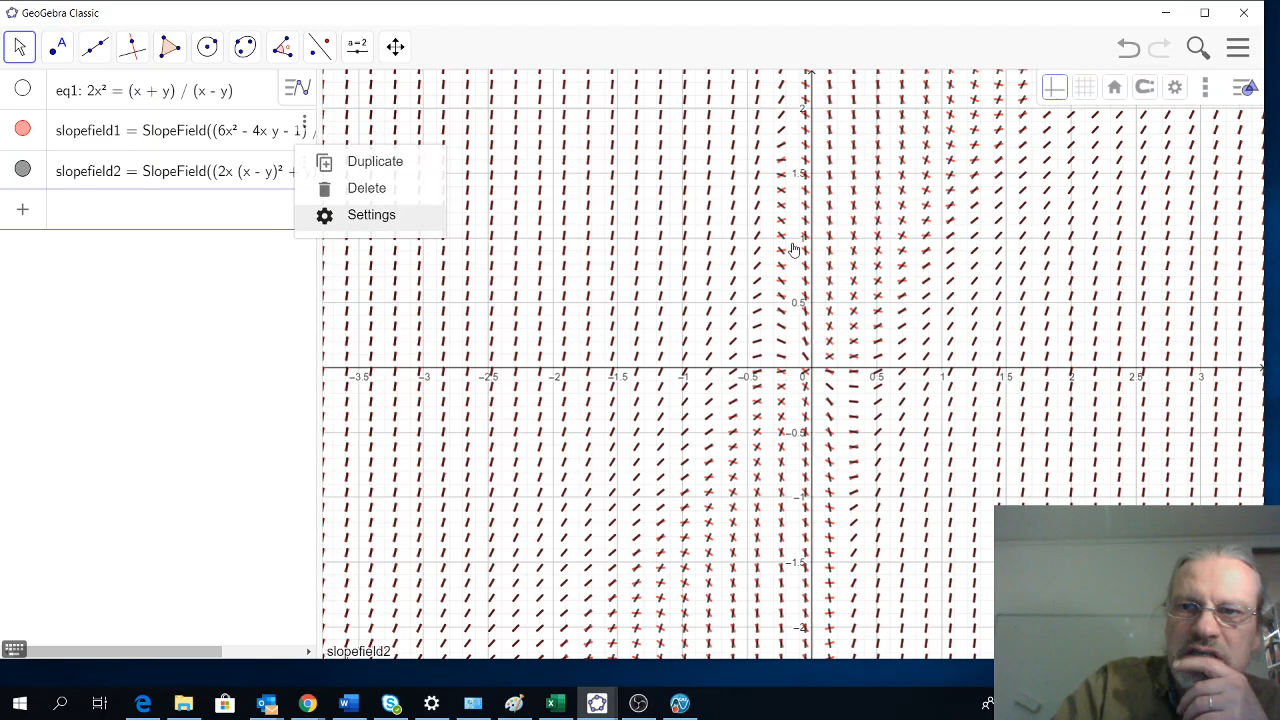 GeoGebra Classic
a=2
eq1: 2x² = (x + y) / (x - y)
slopefield1 = SlopeField((6x² - 4x y - 1) /
slopefield2 = SlopeField((2x (x - y)² +
Duplicate
Delete
Settings
2
1.5
1
0.5
−3.5 −3 −2.5 −2 −1.5 −1 −0.5 0 0.5 1 1.5 2 2.5 3
−0.5
−1
−1.5
−2
slopefield2